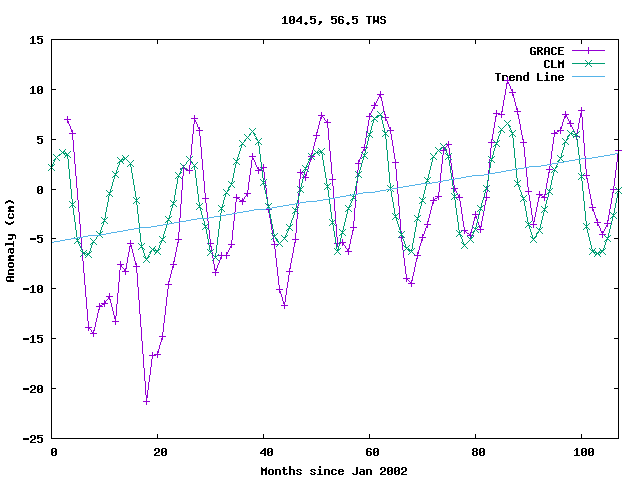 104.5, 56.5 TWS
GRACE
CLM
Trend Line
15
10
5
0
-5
-10
-15
-20
-25
Anomaly (cm)
0 20 40 60 80 100
Months since Jan 2002